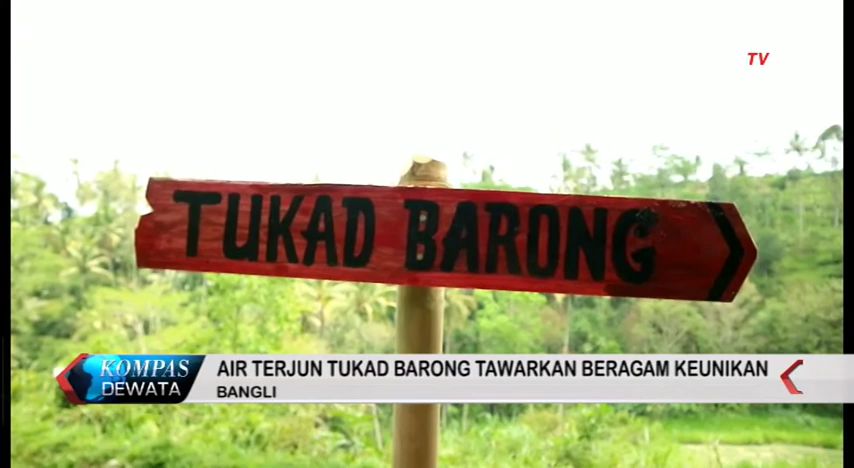 TV
TUKAD BARONG
KOMPAS
DEWATA
AIR TERJUN TUKAD BARONG TAWARKAN BERAGAM KEUNIKAN
BANGLI